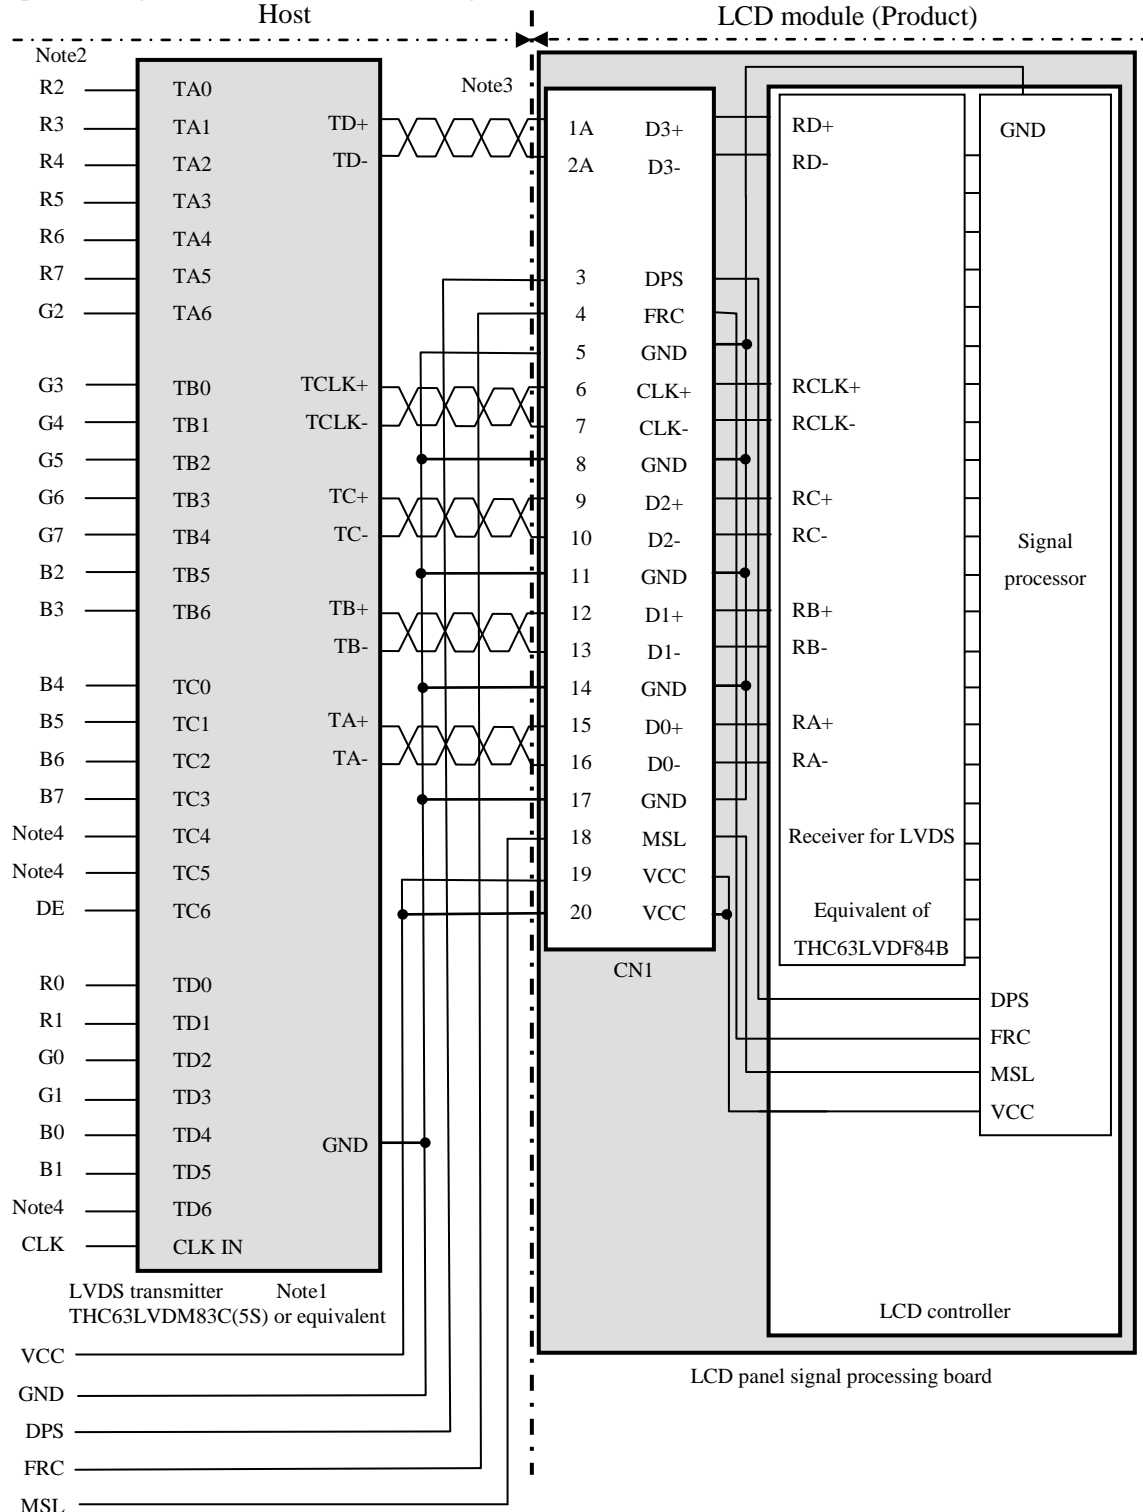 Host
LCD module (Product)
Note2
R2 TA0
R3 TA1
R4 TA2
R5 TA3
R6 TA4
R7 TA5
G2 TA6
G3 TB0
G4 TB1
G5 TB2
G6 TB3
G7 TB4
B2 TB5
B3 TB6
B4 TC0
B5 TC1
B6 TC2
B7 TC3
Note4 TC4
Note4 TC5
DE TC6
R0 TD0
R1 TD1
G0 TD2
G1 TD3
B0 TD4
B1 TD5
Note4 TD6
CLK CLK IN
TD+
TD-
TCLK+
TCLK-
TC+
TC-
TB+
TB-
TA+
TA-
GND
LVDS transmitter Note1
THC63LVDM83C(5S) or equivalent
VCC
GND
DPS
FRC
MSL
Note3
1A D3+
2A D3-
3 DPS
4 FRC
5 GND
6 CLK+
7 CLK-
8 GND
9 D2+
10 D2-
11 GND
12 D1+
13 D1-
14 GND
15 D0+
16 D0-
17 GND
18 MSL
19 VCC
20 VCC
CN1
RD+
RD-
RCLK+
RCLK-
RC+
RC-
RB+
RB-
RA+
RA-
Receiver for LVDS
Equivalent of
THC63LVDF84B
GND
Signal
processor
DPS
FRC
MSL
VCC
LCD controller
LCD panel signal processing board